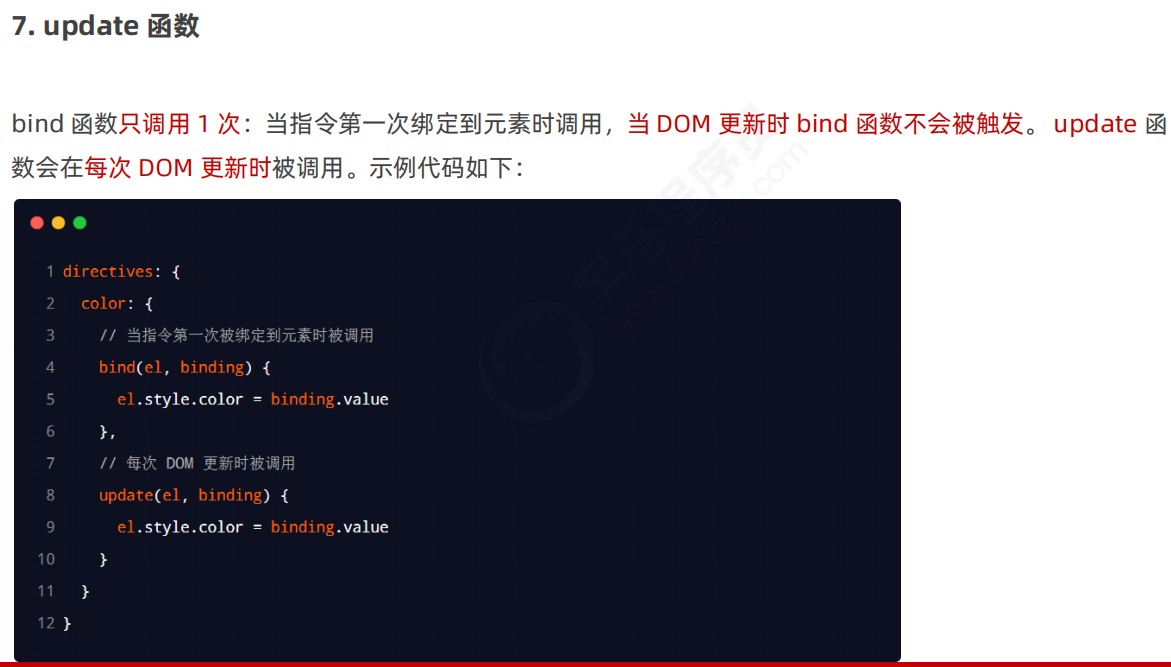 7. update 函数
bind 函数只调用 1 次：当指令第一次绑定到元素时调用，当 DOM 更新时 bind 函数不会被触发。 update 函
数会在每次 DOM 更新时被调用。示例代码如下：
1 directives: {
2 color: {
3 // 当指令第一次被绑定到元素时被调用
4 bind(el, binding) {
5 el.style.color = binding.value
6 },
7 // 每次 DOM 更新时被调用
8 update(el, binding) {
9 el.style.color = binding.value
10 }
11 }
12 }
黑马程序员